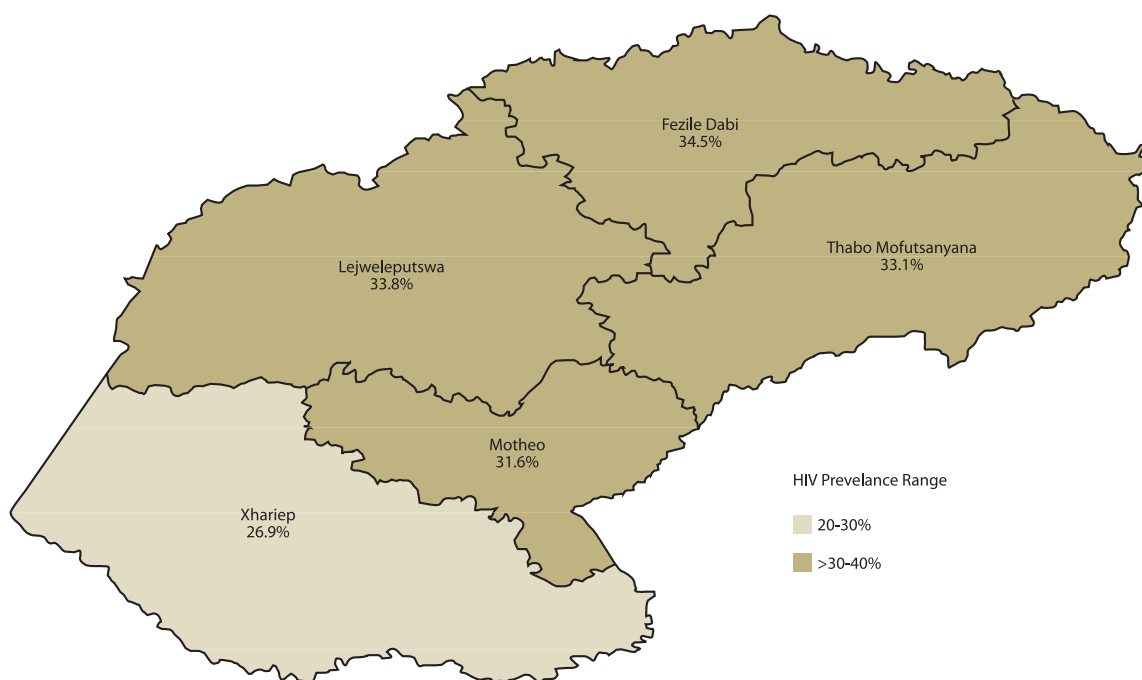 Fezile Dabi
34.5%
Thabo Mofutsanyana
33.1%
Lejweleputswa
33.8%
Motheo
31.6%
Xhariep
26.9%
HIV Prevelance Range
20-30%
>30-40%